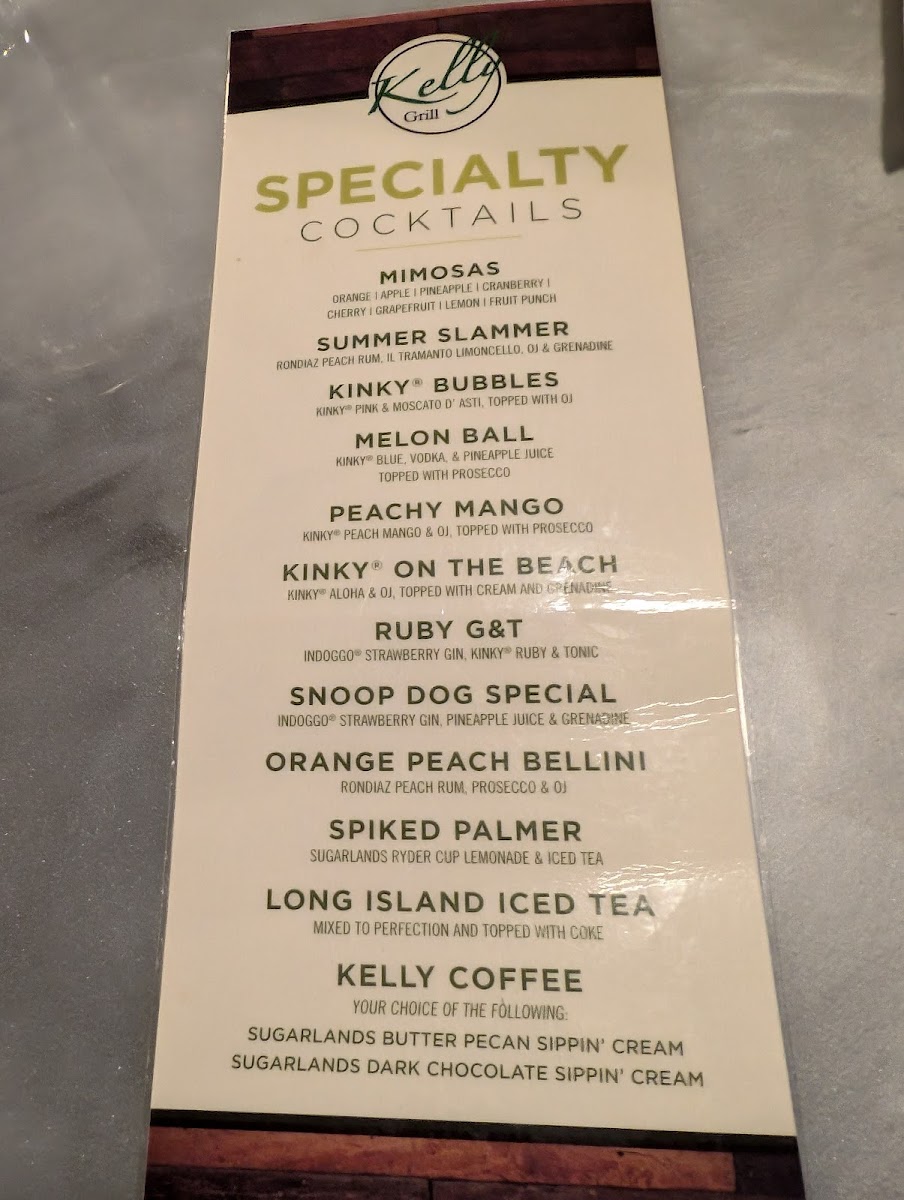 Kelly
Grill
SPECIALTY
COCKTAILS
MIMOSAS
ORANGE | APPLE | PINEAPPLE | CRANBERRY |
CHERRY | GRAPEFRUIT | LEMON | FRUIT PUNCH
SUMMER SLAMMER
RONDIAZ PEACH RUM, IL TRAMANTO LIMONCELLO, OJ & GRENADINE
KINKY® BUBBLES
KINKY® PINK & MOSCATO D' ASTI, TOPPED WITH OJ
MELON BALL
KINKY® BLUE, VODKA, & PINEAPPLE JUICE
TOPPED WITH PROSECCO
PEACHY MANGO
KINKY® PEACH MANGO & OJ, TOPPED WITH PROSECCO
KINKY® ON THE BEACH
KINKY® ALOHA & OJ, TOPPED WITH CREAM AND GRENADINE
RUBY G&T
INDOGGO® STRAWBERRY GIN, KINKY® RUBY & TONIC
SNOOP DOG SPECIAL
INDOGGO® STRAWBERRY GIN, PINEAPPLE JUICE & GRENADINE
ORANGE PEACH BELLINI
RONDIAZ PEACH RUM, PROSECCO & OJ
SPIKED PALMER
SUGARLANDS RYDER CUP LEMONADE & ICED TEA
LONG ISLAND ICED TEA
MIXED TO PERFECTION AND TOPPED WITH COKE
KELLY COFFEE
YOUR CHOICE OF THE FOLLOWING:
SUGARLANDS BUTTER PECAN SIPPIN' CREAM
SUGARLANDS DARK CHOCOLATE SIPPIN' CREAM